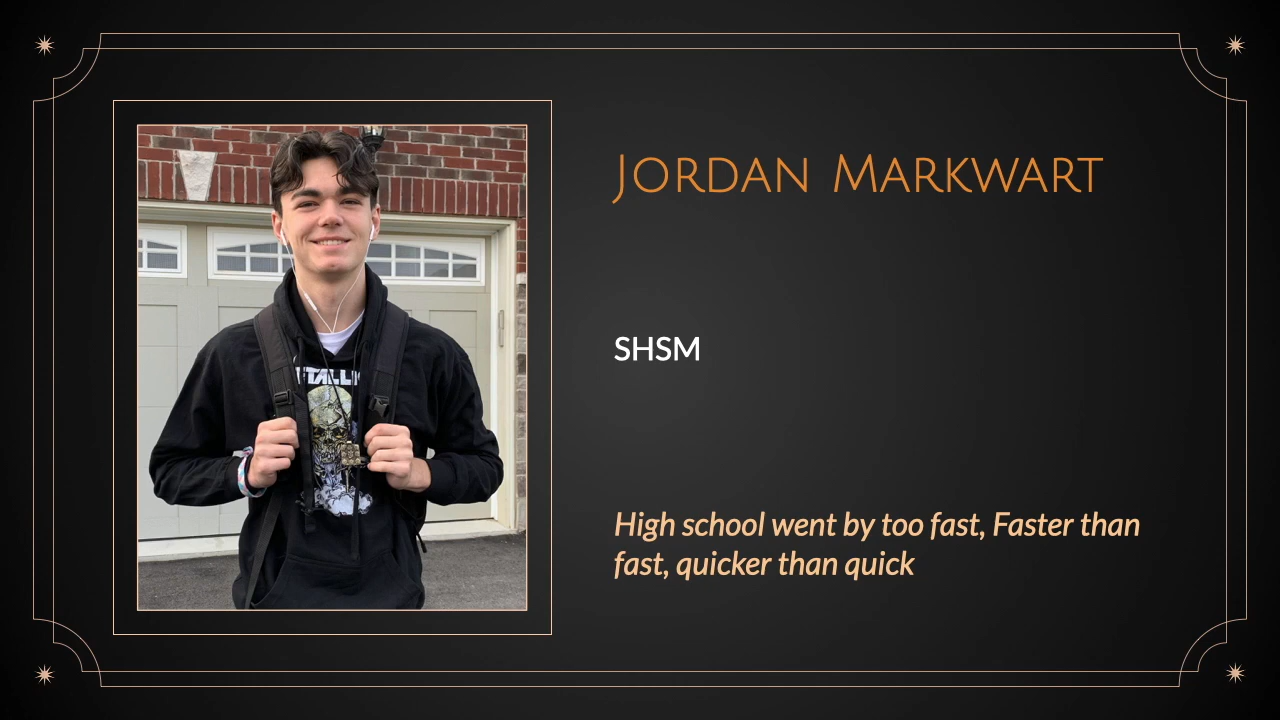 Jordan Markwart
SHSM
High school went by too fast, Faster than
fast, quicker than quick